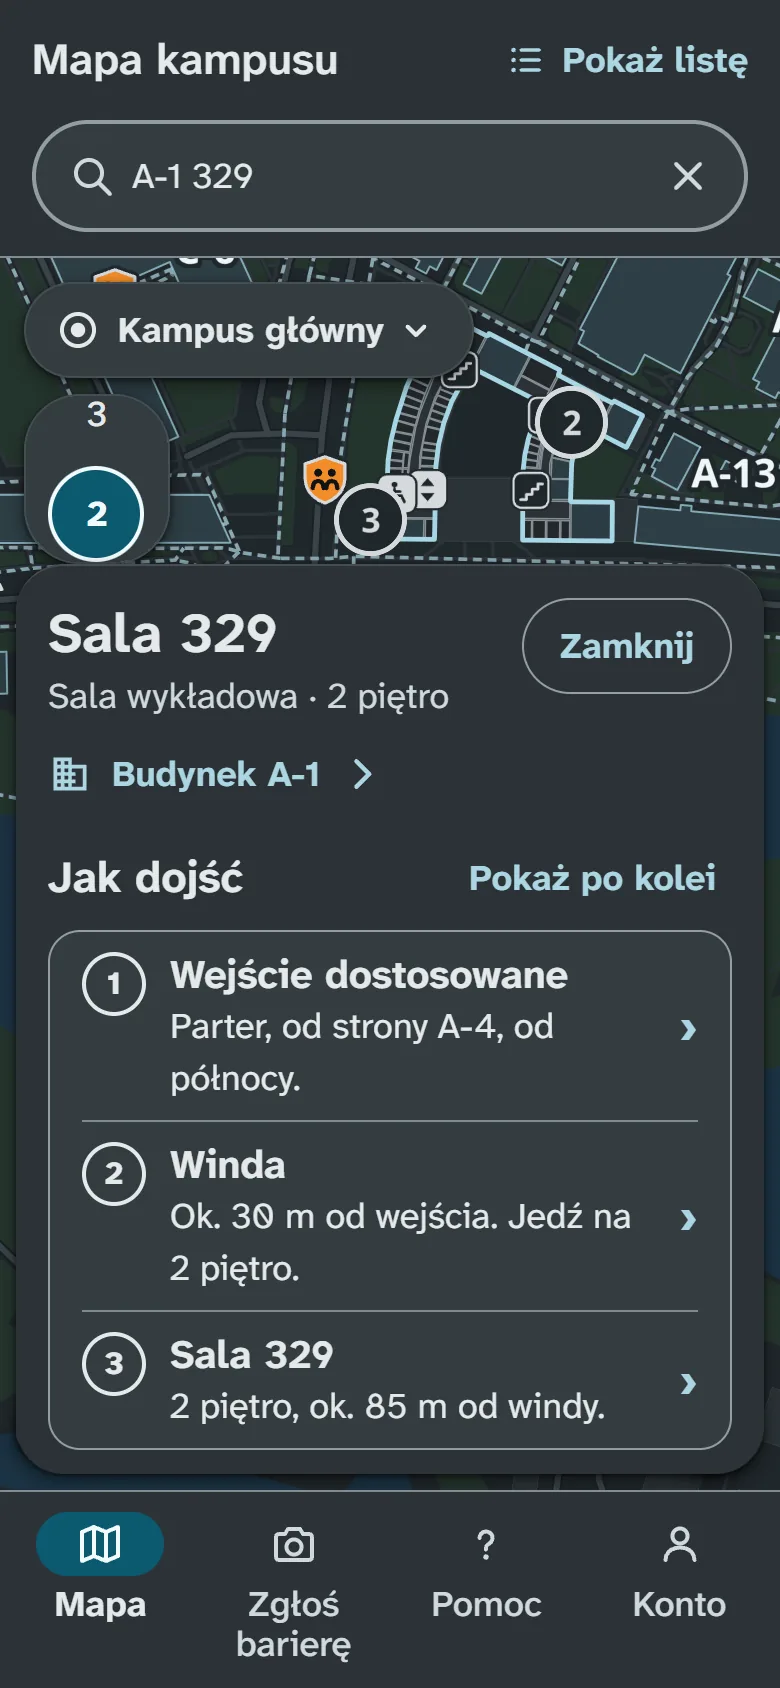 Mapa kampusu
Pokaż listę
A-1 329
Kampus główny
3
2
2
3
A-13
Sala 329
Zamknij
Sala wykładowa · 2 piętro
Budynek A-1
Jak dojść
Pokaż po kolei
1
Wejście dostosowane
Parter, od strony A-4, od
północy.
2
Winda
Ok. 30 m od wejścia. Jedź na
2 piętro.
3
Sala 329
2 piętro, ok. 85 m od windy.
Mapa
Zgłoś
barierę
Pomoc
Konto